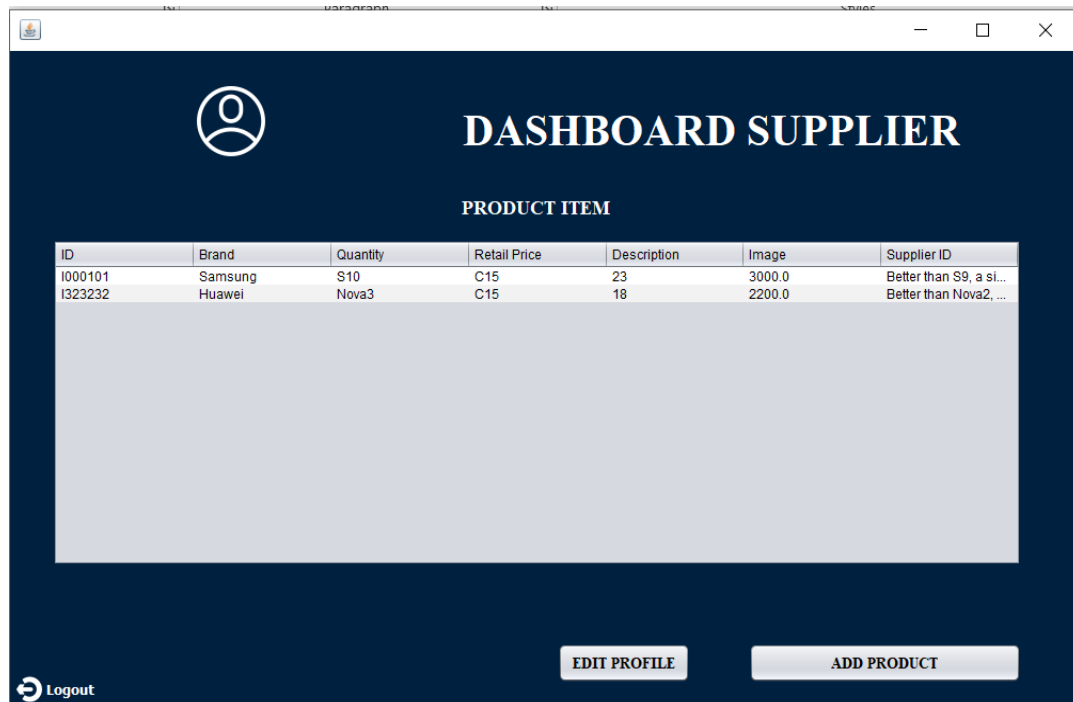 Paragraph Styles
DASHBOARD SUPPLIER
PRODUCT ITEM
ID Brand Quantity Retail Price Description Image Supplier ID
I000101 Samsung S10 C15 23 3000.0 Better than S9, a si...
I323232 Huawei Nova3 C15 18 2200.0 Better than Nova2, ...
EDIT PROFILE ADD PRODUCT
Logout